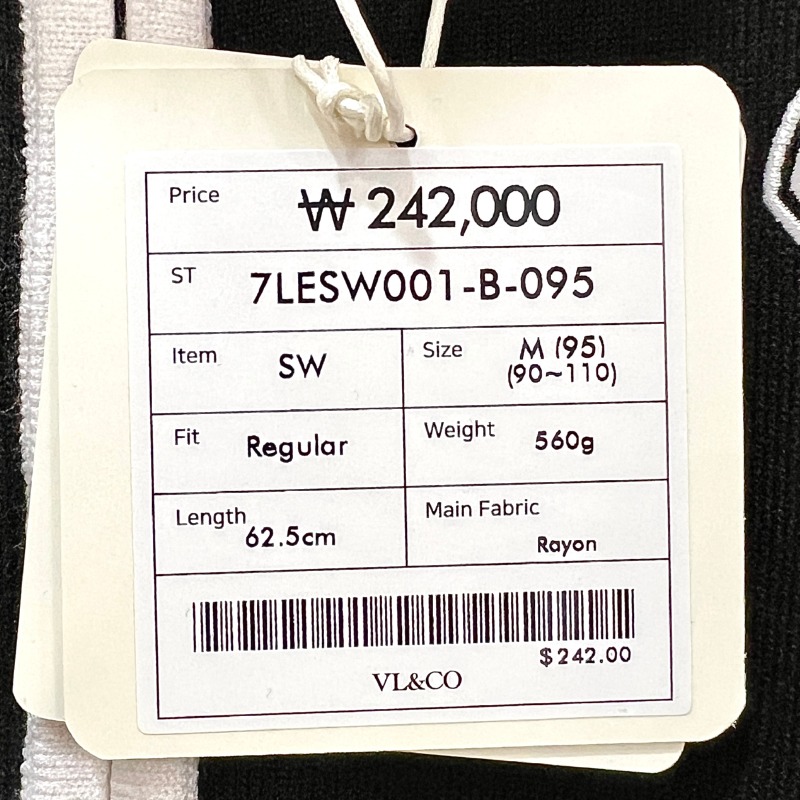 Price ₩ 242,000
ST 7LESW001-B-095
Item SW
Size M (95)
(90~110)
Fit Regular
Weight 560g
Length 62.5cm
Main Fabric
Rayon
$242.00
VL&CO